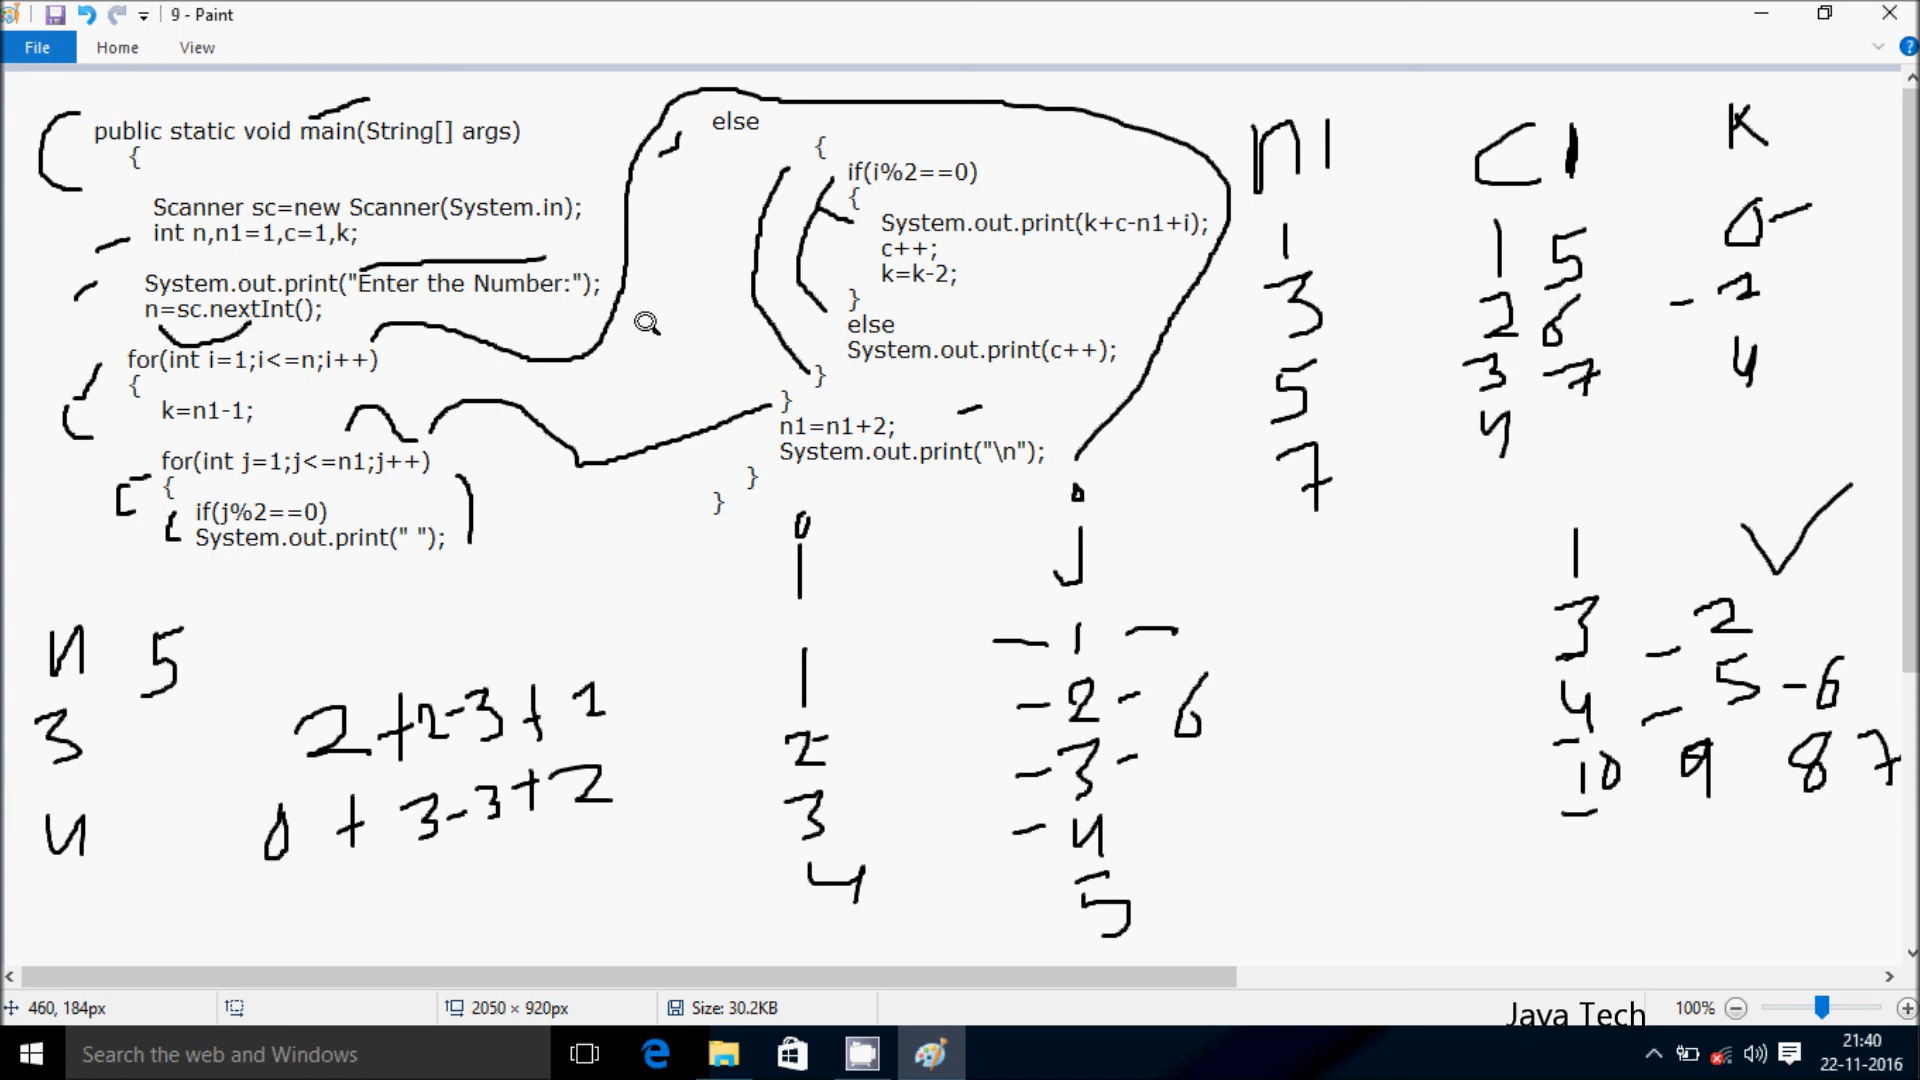 9 - Paint
File Home View
public static void main(String[] args)
{
Scanner sc=new Scanner(System.in);
int n,n1=1,c=1,k;
System.out.print("Enter the Number:");
n=sc.nextInt();
for(int i=1;i<=n;i++)
{
k=n1-1;
for(int j=1;j<=n1;j++)
{
if(j%2==0)
System.out.print(" ");
else
{
if(i%2==0)
{
System.out.print(k+c-n1+i);
c++;
k=k-2;
}
else
System.out.print(c++);
}
}
n1=n1+2;
System.out.print("\n");
}
}
n 5
3
4
2+2-3+2
0+3-3+2
i
1
2
3
4
j
- 1 -
- 2 - 6
- 3 -
- 4
5
n1
1
3
5
7
C
1 5
2 6
3 7
4
K
0 -
- 2
4
1
3 - 2
4 - 5 - 6
10 9 8 7
460, 184px
2050 × 920px
Size: 30.2KB
100%
Java Tech
Search the web and Windows
21:40
22-11-2016